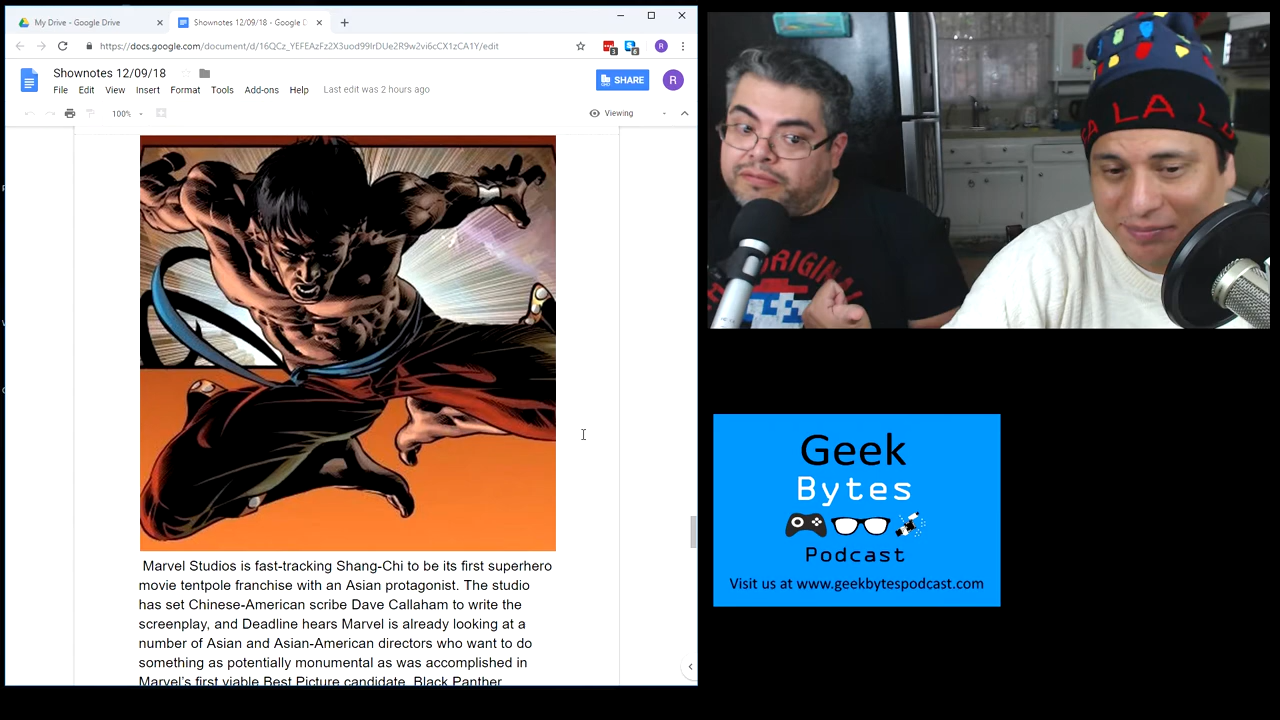 My Drive - Google Drive
Shownotes 12/09/18 - Google D
https://docs.google.com/document/d/16QCz_YEFEAzFz2X3uod99IrDUe2R9w2vi6cCX1zCA1Y/edit
Shownotes 12/09/18
File Edit View Insert Format Tools Add-ons Help Last edit was 2 hours ago
SHARE
R
100%
Viewing
Marvel Studios is fast-tracking Shang-Chi to be its first superhero
movie tentpole franchise with an Asian protagonist. The studio
has set Chinese-American scribe Dave Callaham to write the
screenplay, and Deadline hears Marvel is already looking at a
number of Asian and Asian-American directors who want to do
something as potentially monumental as was accomplished in
Marvel's first viable Best Picture candidate, Black Panther
ORIGINAL
LA LA
Geek
Bytes
Podcast
Visit us at www.geekbytespodcast.com